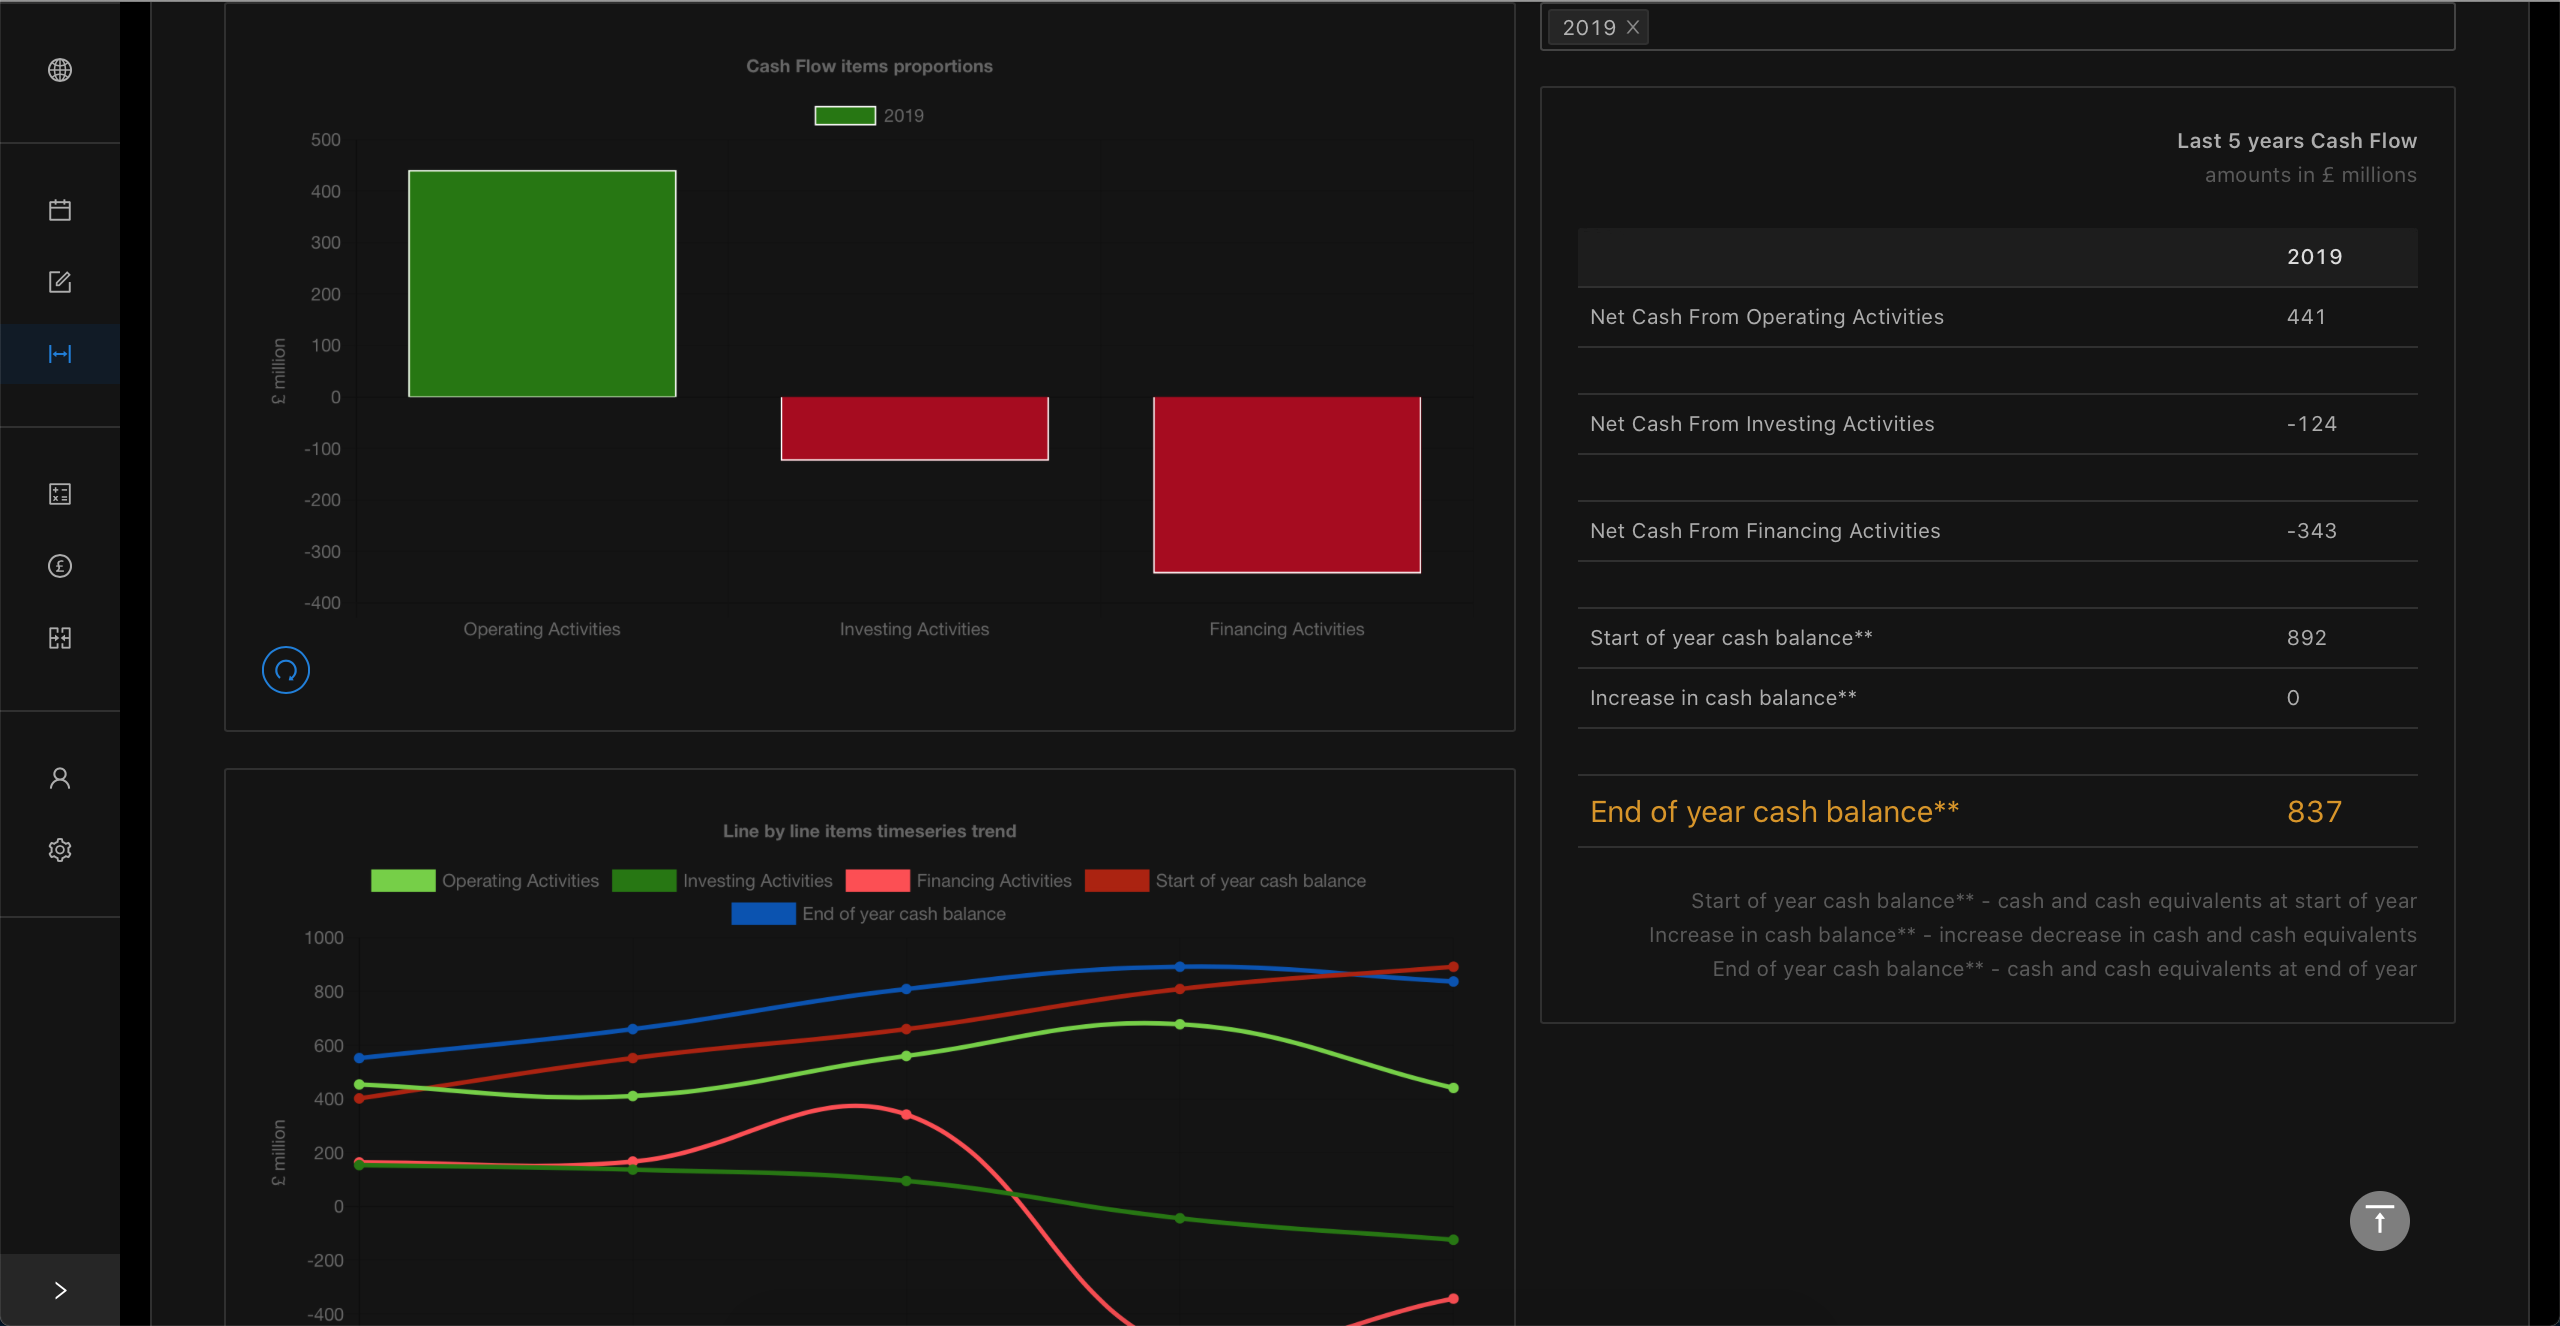 Cash Flow items proportions
2019
500
400
300
200
100
0
-100
-200
-300
-400
£ million
Operating Activities Investing Activities Financing Activities
Line by line items timeseries trend
Operating Activities Investing Activities Financing Activities Start of year cash balance
End of year cash balance
1000
800
600
400
200
0
-200
-400
£ million
2019
Last 5 years Cash Flow
amounts in £ millions
2019
Net Cash From Operating Activities 441
Net Cash From Investing Activities -124
Net Cash From Financing Activities -343
Start of year cash balance** 892
Increase in cash balance** 0
End of year cash balance** 837
Start of year cash balance** - cash and cash equivalents at start of year
Increase in cash balance** - increase decrease in cash and cash equivalents
End of year cash balance** - cash and cash equivalents at end of year